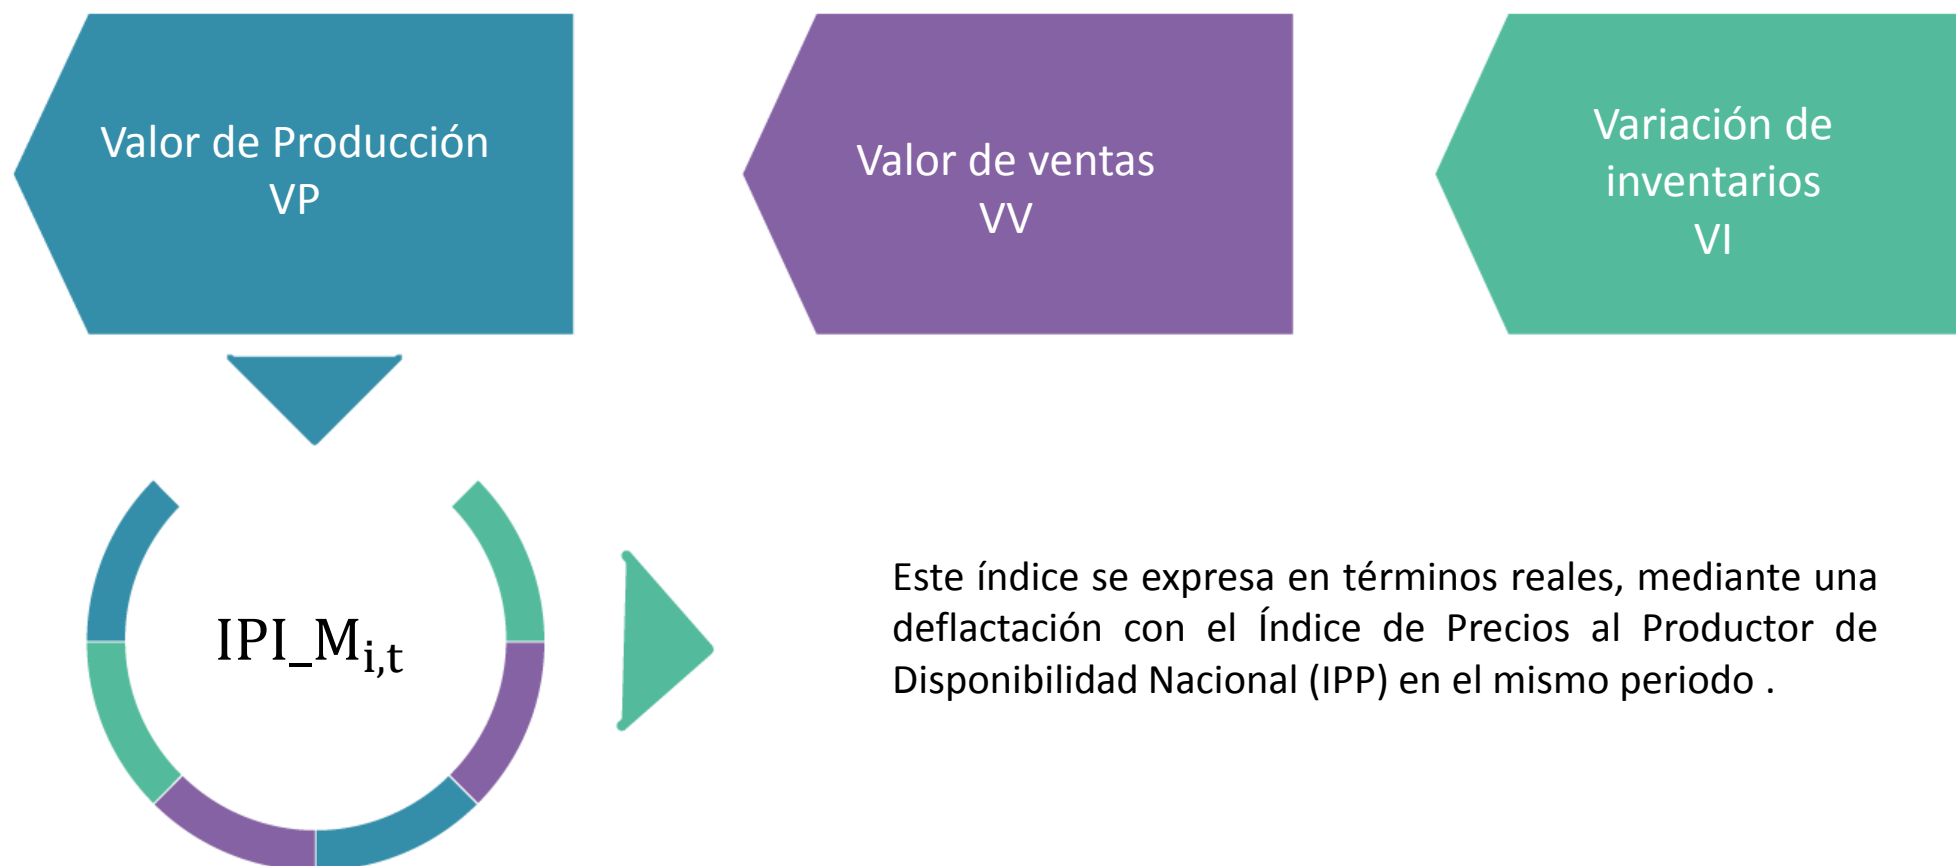 Valor de Producción
VP
Valor de ventas
VV
Variación de
inventarios
VI
IPI_Mi,t
Este índice se expresa en términos reales, mediante una
deflactación con el Índice de Precios al Productor de
Disponibilidad Nacional (IPP) en el mismo periodo .